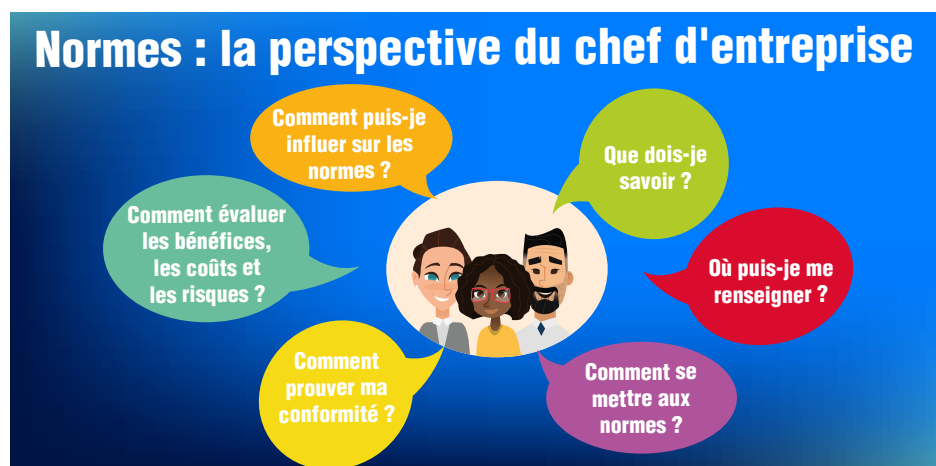 Normes : la perspective du chef d'entreprise
Comment puis-je
influer sur les
normes ?
Que dois-je
savoir ?
Comment évaluer
les bénéfices,
les coûts et
les risques ?
Où puis-je me
renseigner ?
Comment
prouver ma
conformité ?
Comment se
mettre aux
normes ?